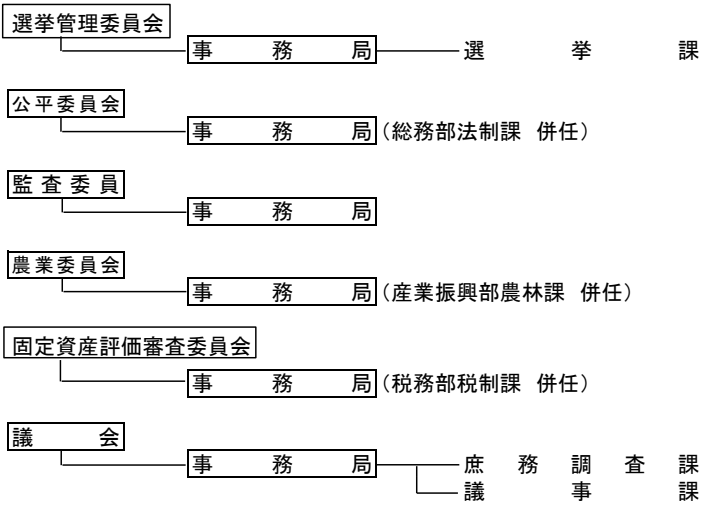 選挙管理委員会
事務局 選挙課
公平委員会
事務局(総務部法制課 併任)
監査委員
事務局
農業委員会
事務局(産業振興部農林課 併任)
固定資産評価審査委員会
事務局(税務部税制課 併任)
議会
事務局 庶務調査課
議事課